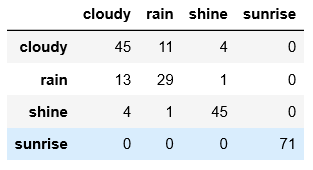 cloudy rain shine sunrise
cloudy 45 11 4 0
rain 13 29 1 0
shine 4 1 45 0
sunrise 0 0 0 71